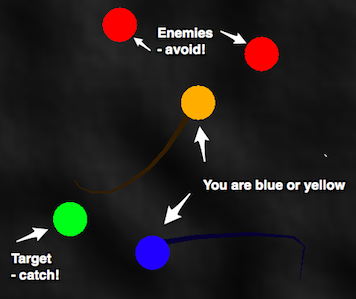 Enemies
- avoid!
You are blue or yellow
Target
- catch!